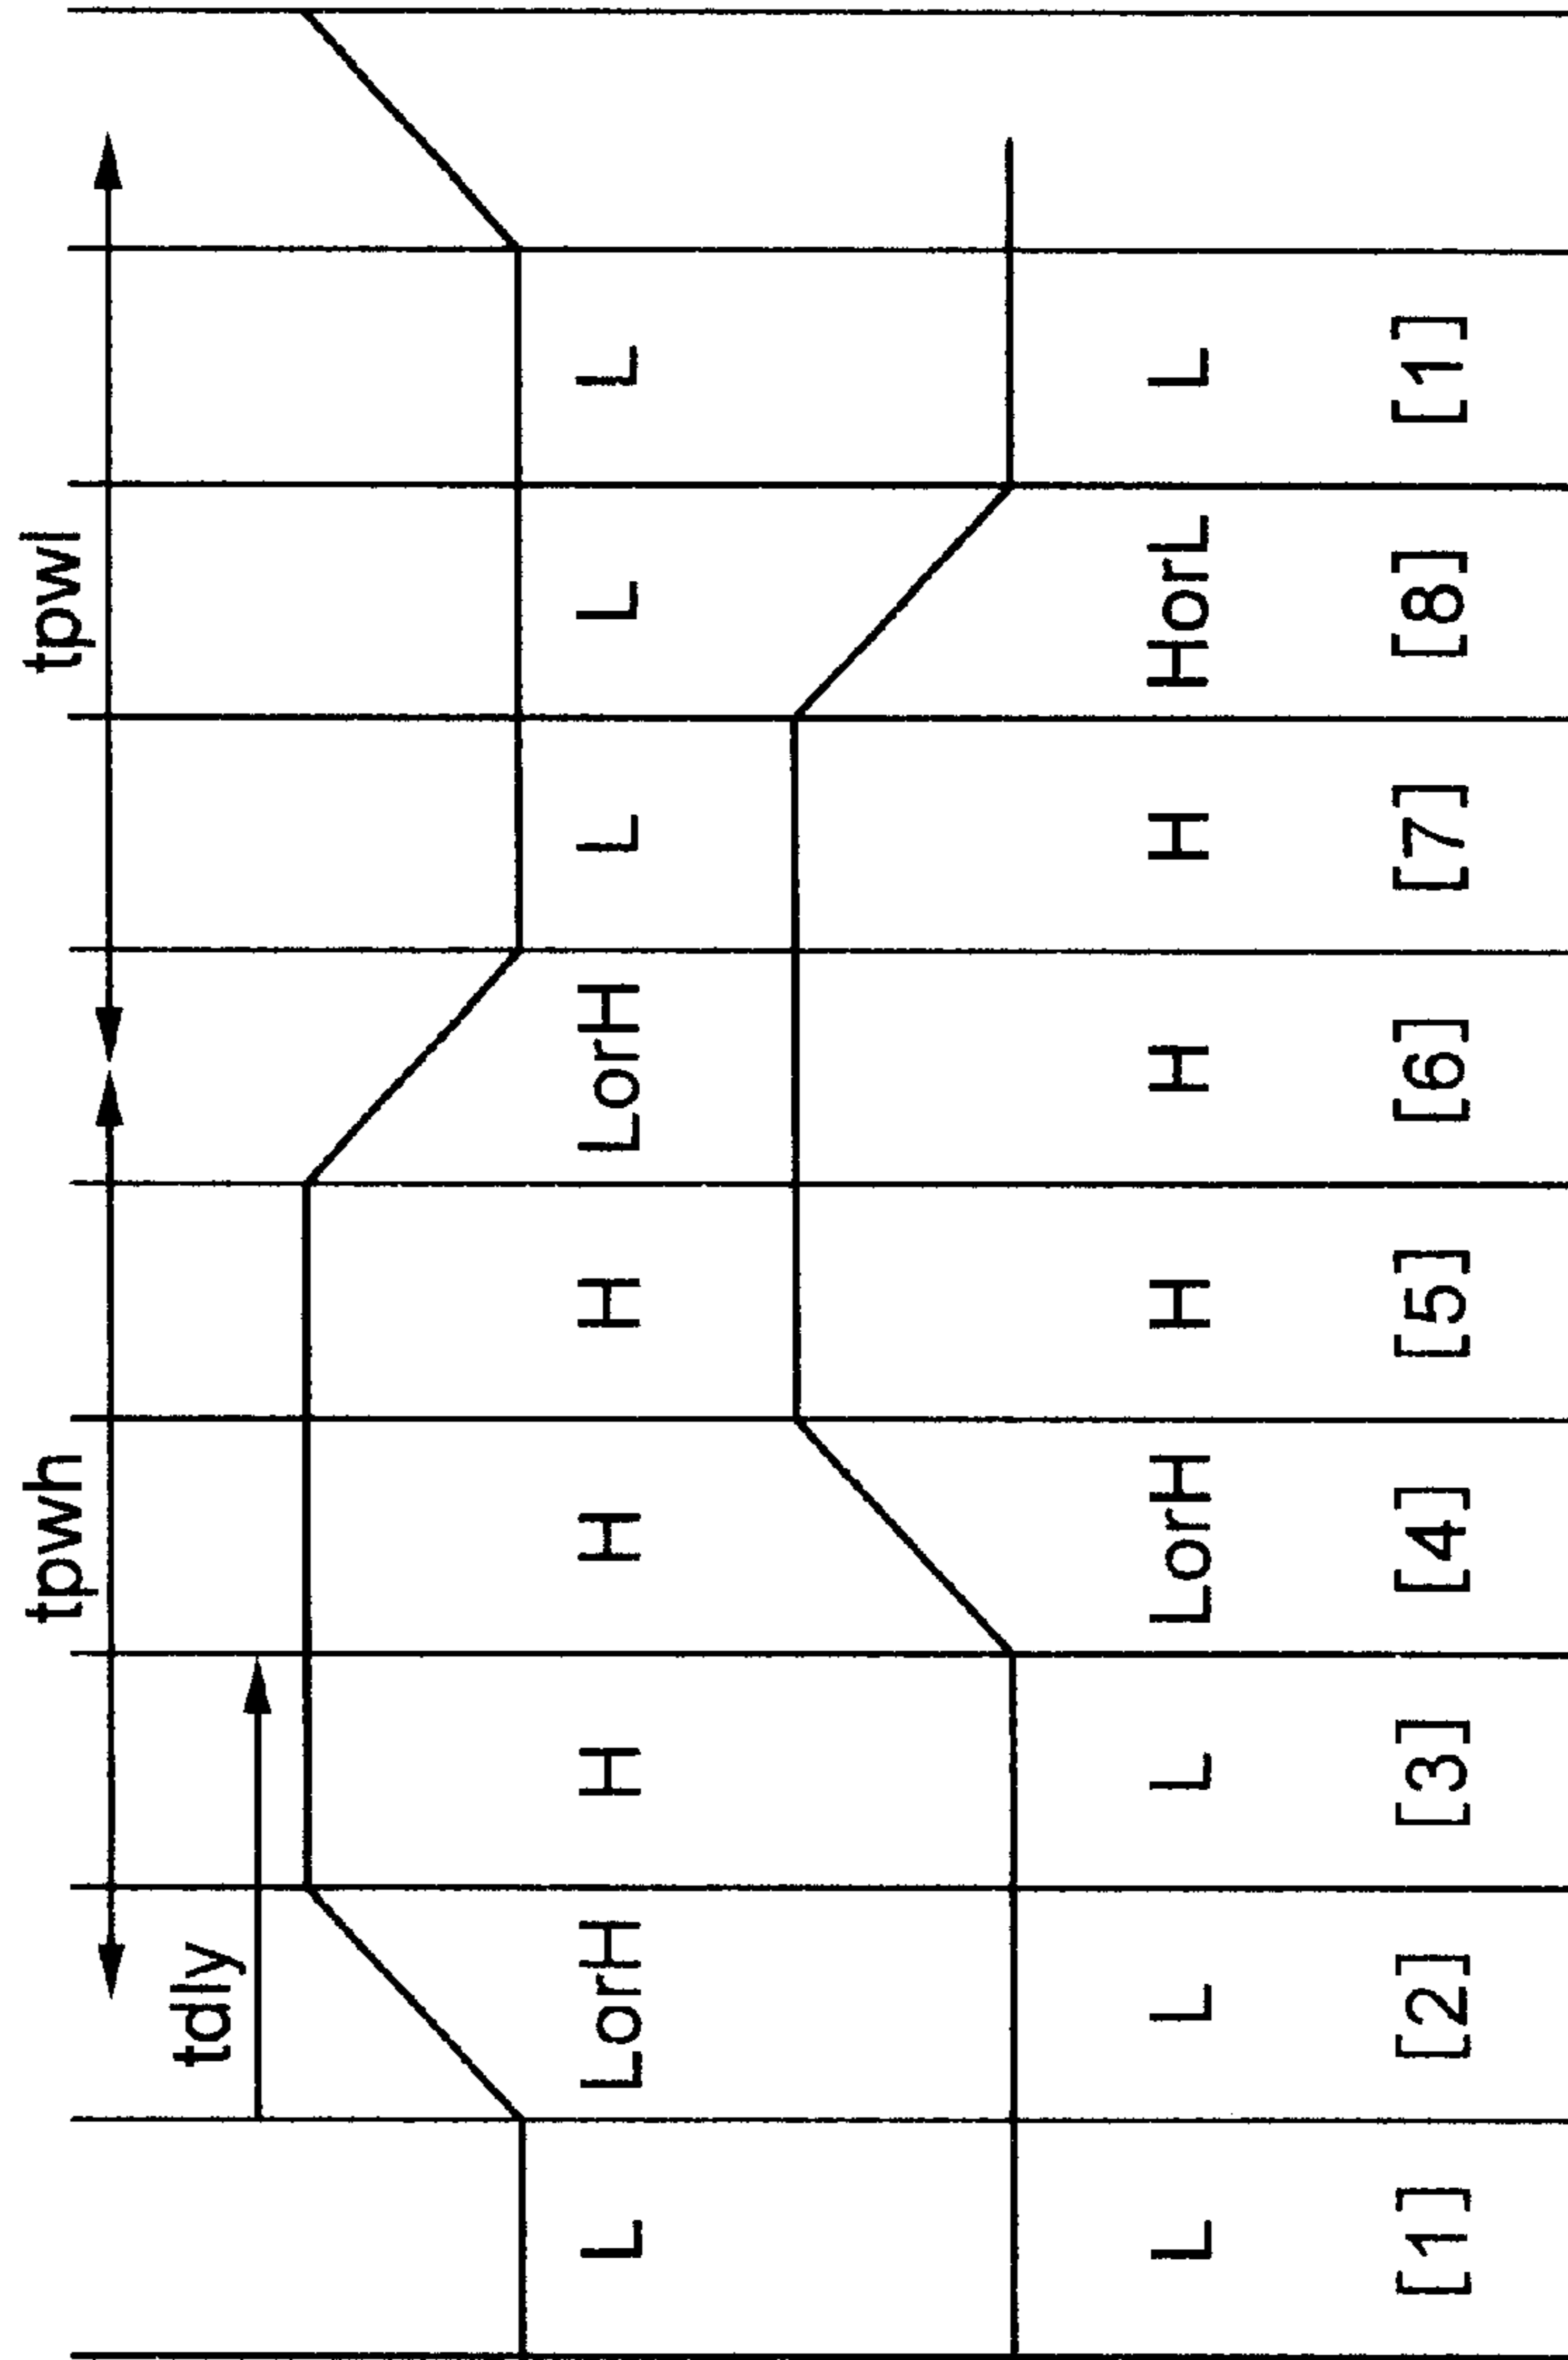 tpwh tpwl
tdly
L LorH H H H LorH L L L
L L L LorH H H H HorL L
[1] [2] [3] [4] [5] [6] [7] [8] [1]